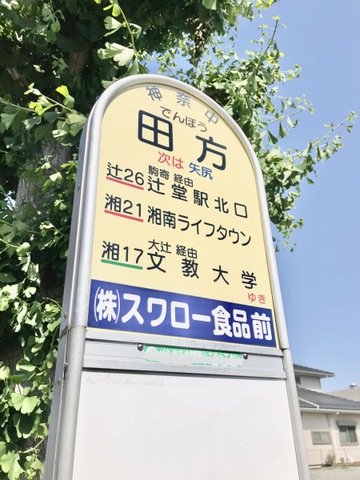 神奈中
でんぼう
田方
次は 矢尻
駒寄 経由
辻26 辻堂駅北口
湘21 湘南ライフタウン
大辻 経由
湘17 文教大学
ゆき
(株)スワロー食品前